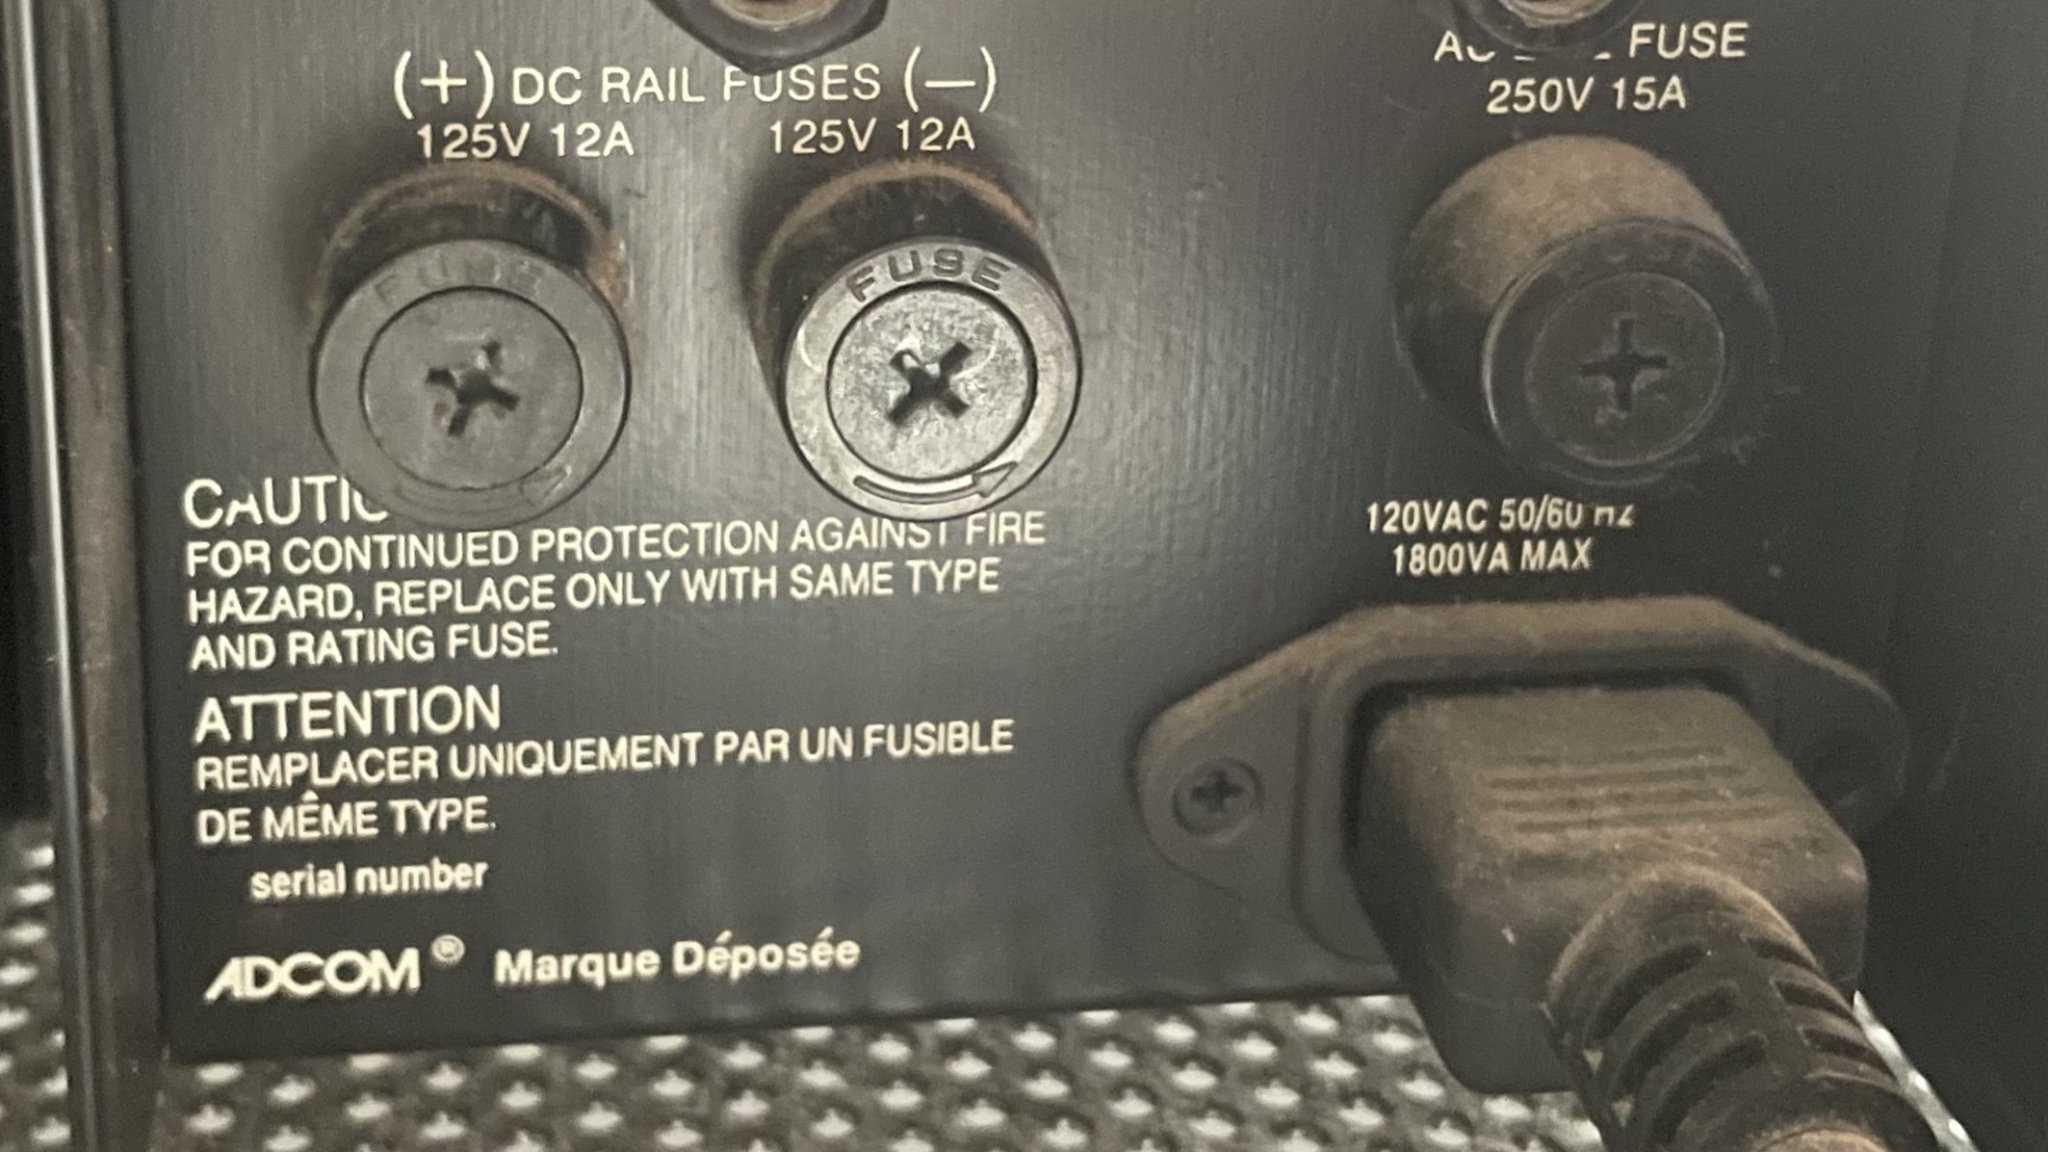 (+) DC RAIL FUSES (—)
125V 12A 125V 12A
FUSE
250V 15A
FUSE
FUSE
FUSE
FOR CONTINUED PROTECTION AGAINST FIRE
HAZARD, REPLACE ONLY WITH SAME TYPE
AND RATING FUSE.
ATTENTION
REMPLACER UNIQUEMENT PAR UN FUSIBLE
DE MÊME TYPE.
serial number
ADCOM® Marque Déposée
120VAC 50/60 HZ
1800VA MAX